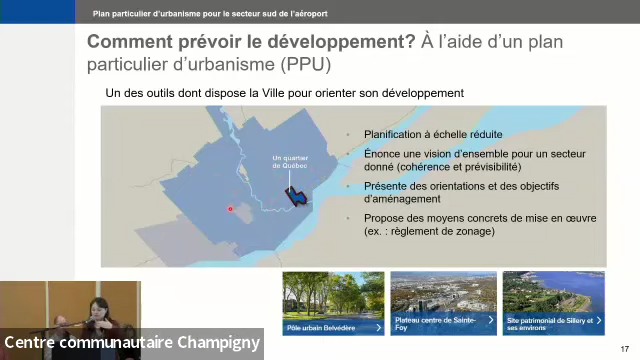 Plan particulier d'urbanisme pour le secteur sud de l'aéroport
Comment prévoir le développement? À l'aide d'un plan
particulier d'urbanisme (PPU)
Un des outils dont dispose la Ville pour orienter son développement
Un quartier
de Québec
• Planification à échelle réduite
• Énonce une vision d'ensemble pour un secteur
donné (cohérence et prévisibilité)
• Présente des orientations et des objectifs
d'aménagement
• Propose des moyens concrets de mise en œuvre
(ex. : règlement de zonage)
Pôle urbain Belvédère
Plateau centre de Sainte-
Foy
Site patrimonial de Sillery et
ses environs
Centre communautaire Champigny
17